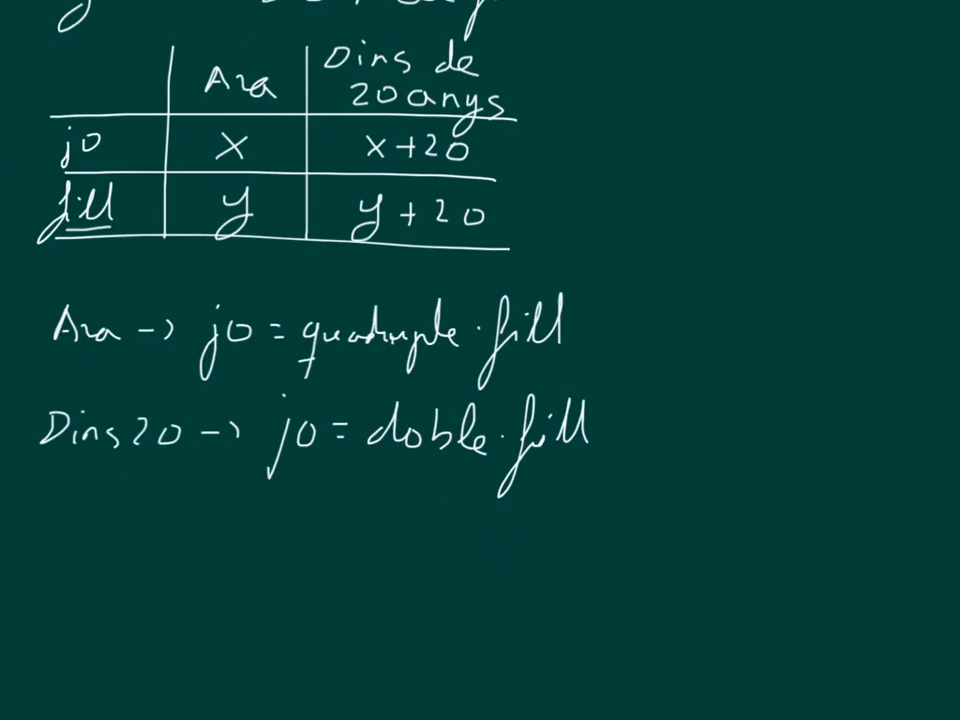 Ara
Dins de
20 anys
jo x x+20
fill y y+20
Ara -> jo = quadruple · fill
Dins 20 -> jo = doble · fill